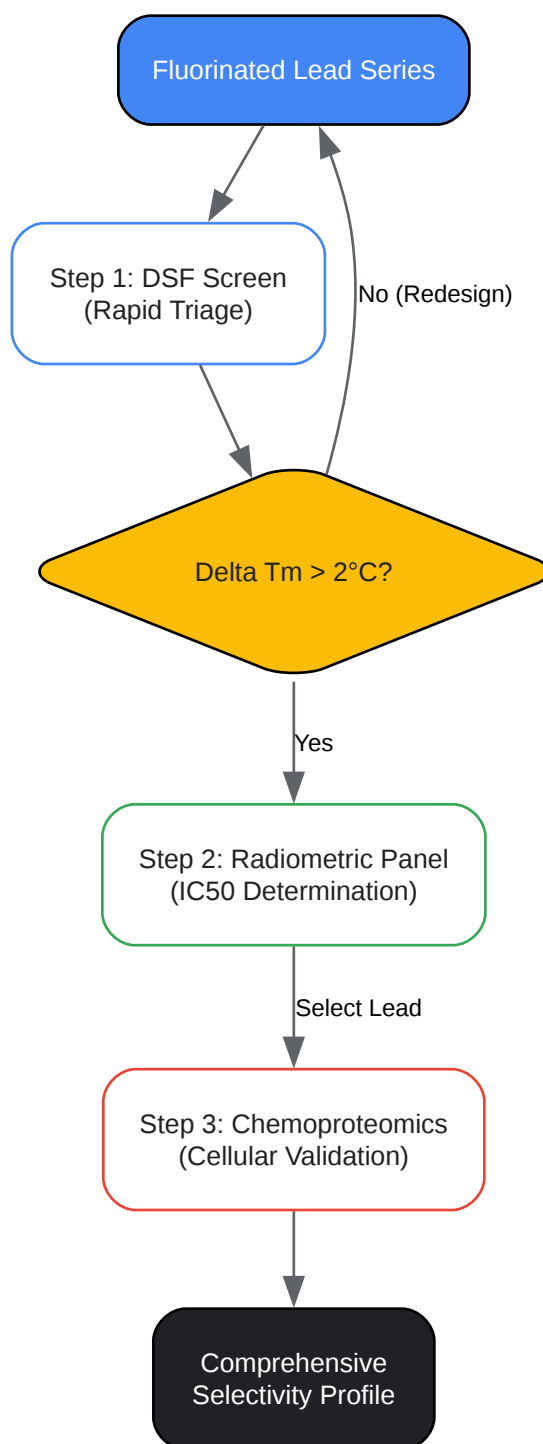 Fluorinated Lead Series
Step 1: DSF Screen
(Rapid Triage)
No (Redesign)
Delta Tm > 2°C?
Yes
Step 2: Radiometric Panel
(IC50 Determination)
Select Lead
Step 3: Chemoproteomics
(Cellular Validation)
Comprehensive
Selectivity Profile